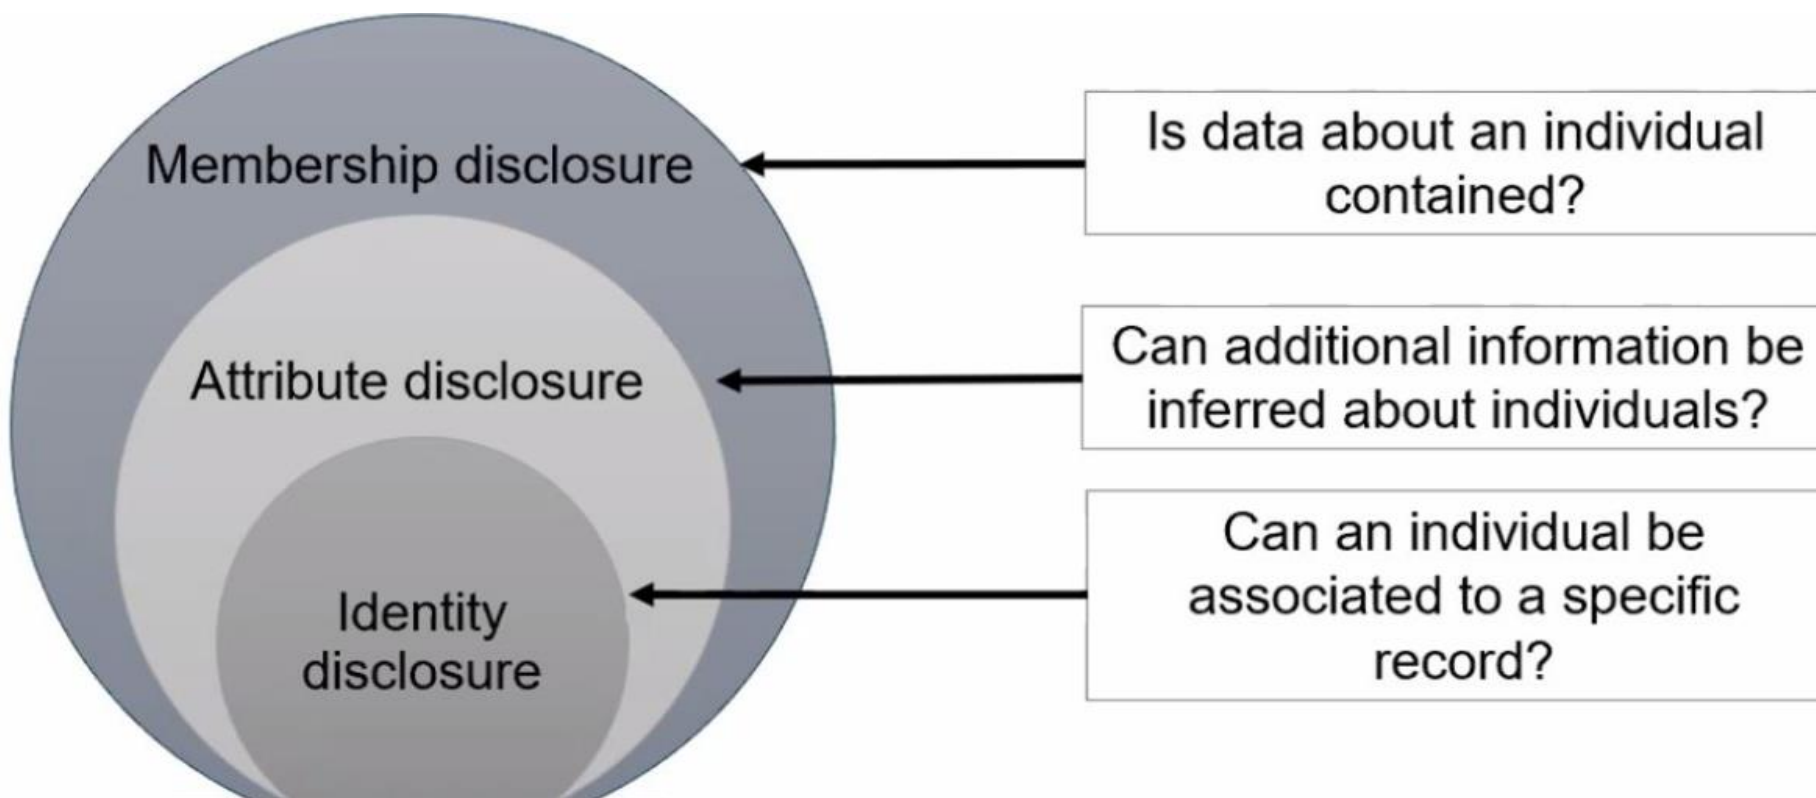 Membership disclosure
Is data about an individual
contained?
Attribute disclosure
Can additional information be
inferred about individuals?
Identity
disclosure
Can an individual be
associated to a specific
record?